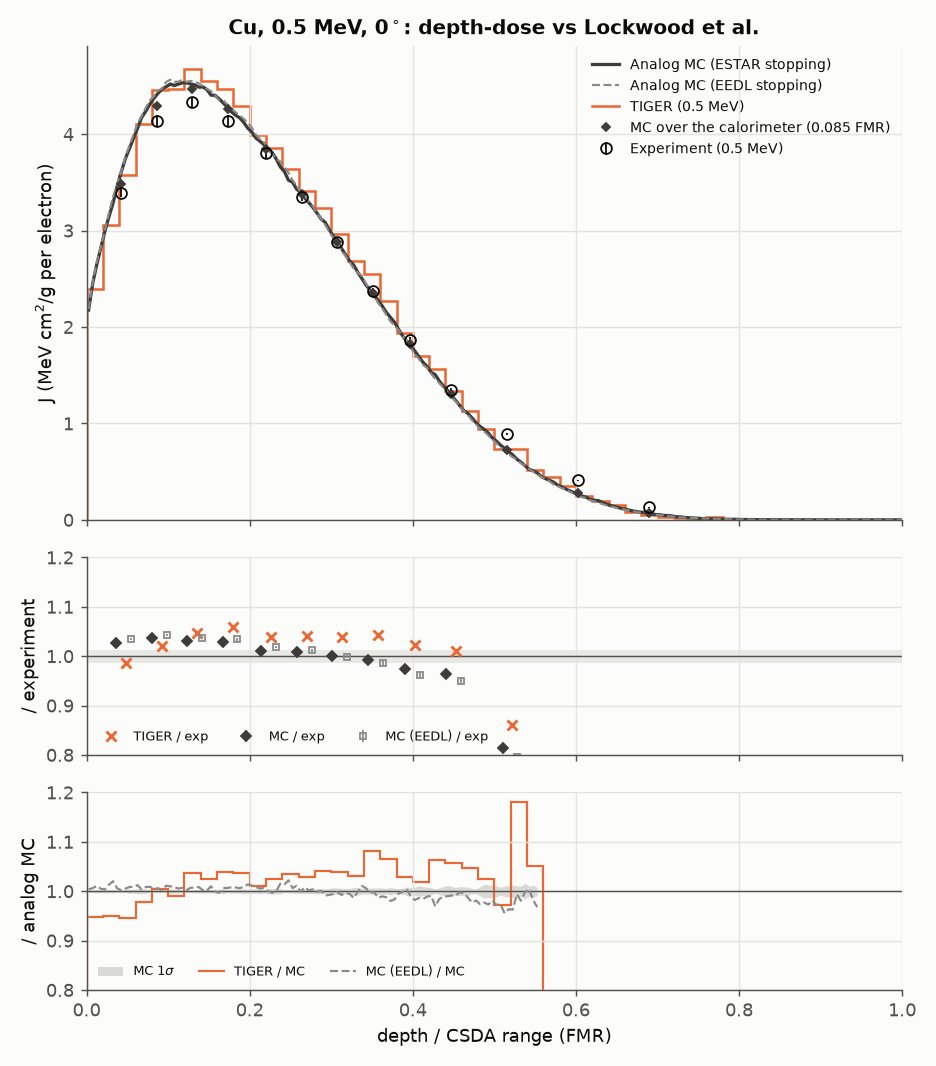 Cu, 0.5 MeV, 0°: depth-dose vs Lockwood et al.
Analog MC (ESTAR stopping)
Analog MC (EEDL stopping)
TIGER (0.5 MeV)
MC over the calorimeter (0.085 FMR)
Experiment (0.5 MeV)
J (MeV cm²/g per electron)
4
3
2
1
0
/ experiment
1.2
1.1
1.0
0.9
0.8
TIGER / exp
MC / exp
MC (EEDL) / exp
/ analog MC
1.2
1.1
1.0
0.9
0.8
MC 1σ
TIGER / MC
MC (EEDL) / MC
0.0 0.2 0.4 0.6 0.8 1.0
depth / CSDA range (FMR)